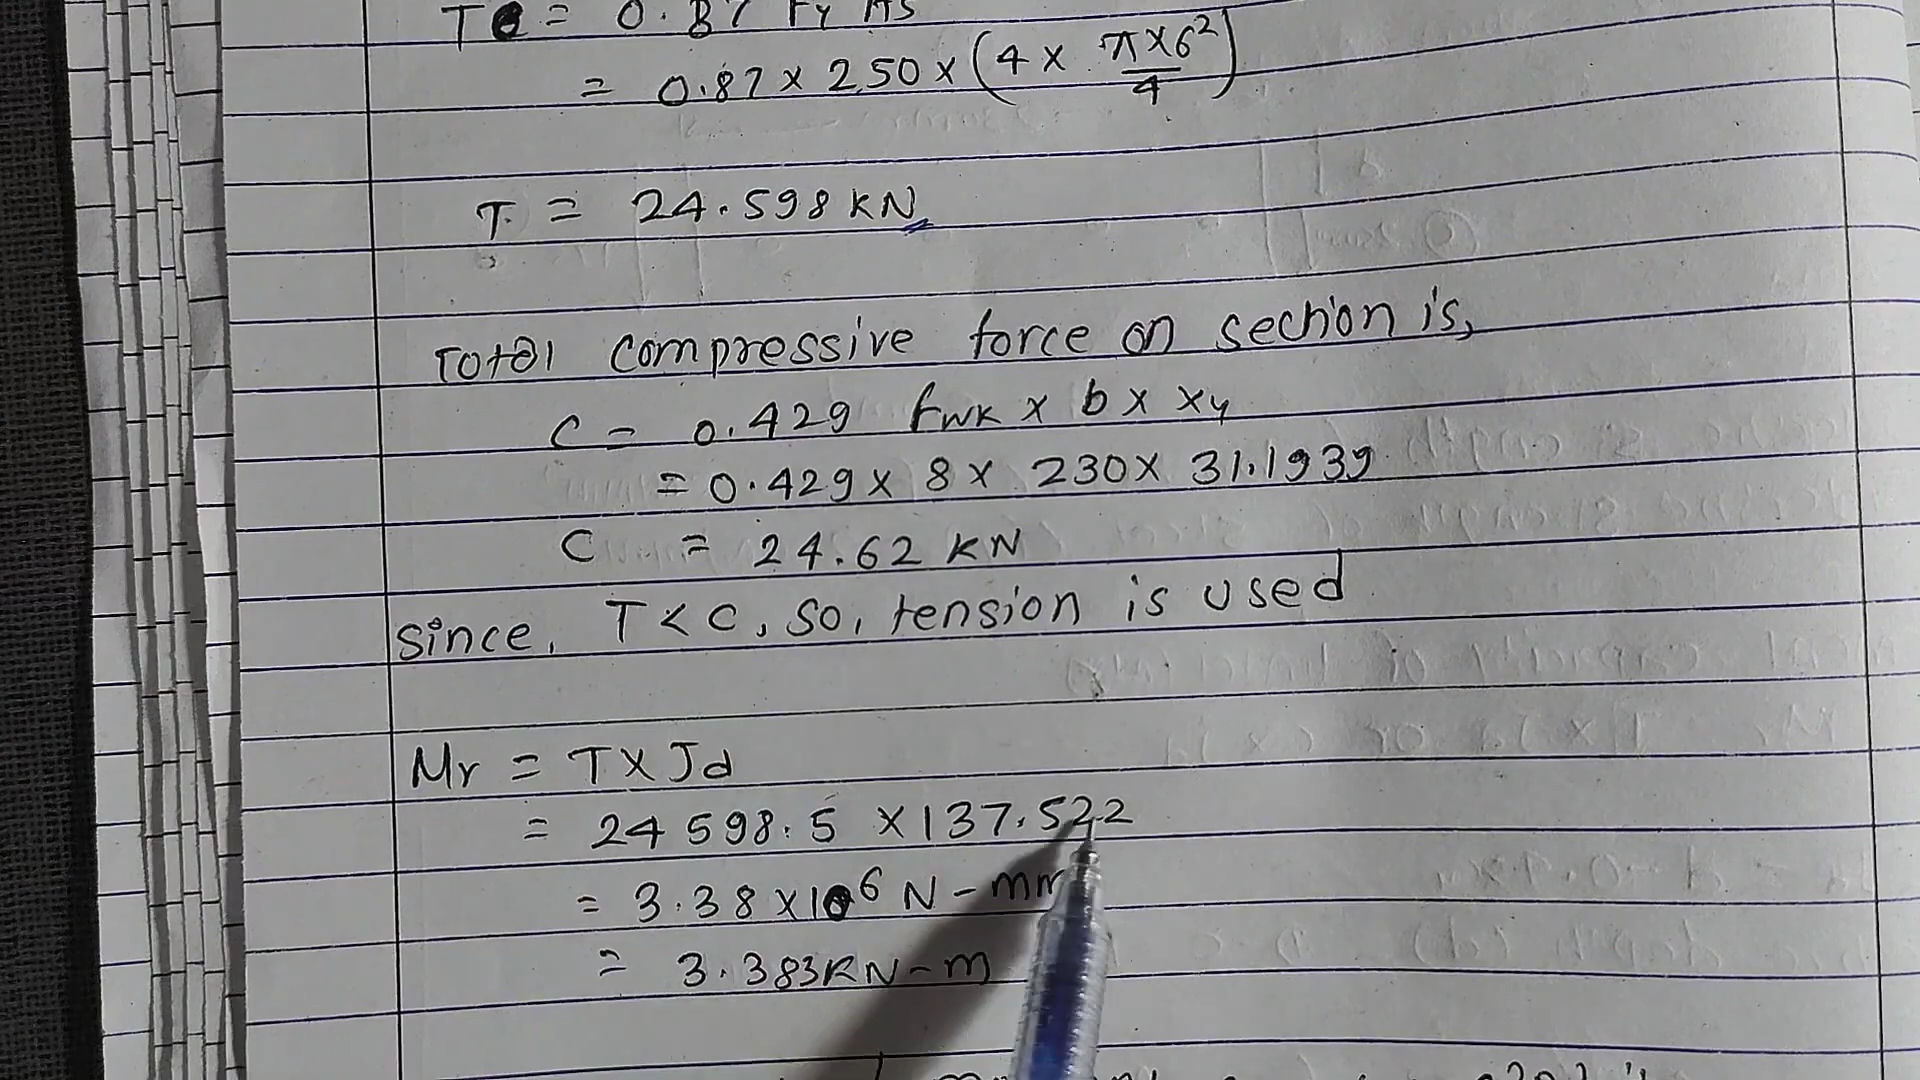 T = 0.87 Fy As
= 0.87 × 250 × (4 × π×6²/4)
T = 24.598 KN
Total compressive force on section is,
C = 0.429 fwk × b × xy
= 0.429 × 8 × 230 × 31.1939
C = 24.62 KN
since, T < C, so, tension is used
Mr = T × Jd
= 24598.5 × 137.522
= 3.38 × 10⁶ N-mm
= 3.383 KN-m